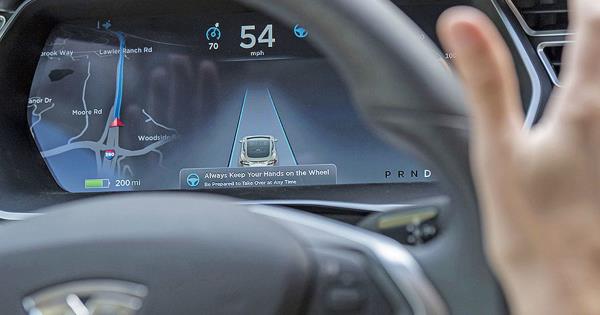 Lawler Ranch Rd
Moore Rd
Woodside
70
54
mph
200 mi
Always Keep Your Hands on the Wheel
Be Prepared to Take Over at Any Time
P R N D